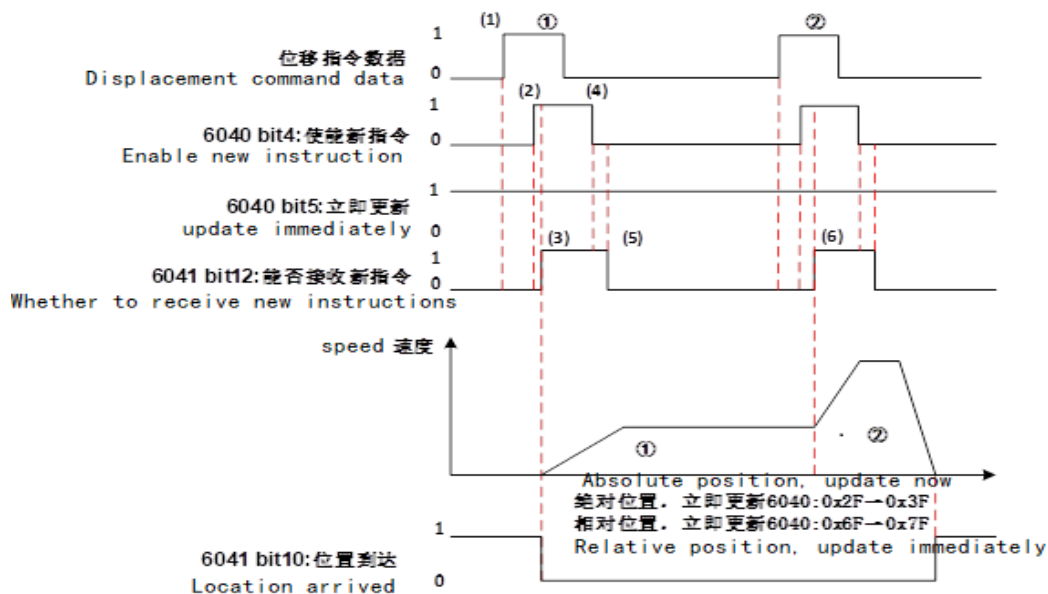 (1) ① ②
1
位移指令数据
0
Displacement command data
(2) (4)
1
6040 bit4:使能新指令
0
Enable new instruction
1
6040 bit5:立即更新
0
update immediately
(3) (5) (6)
1
6041 bit12:能否接收新指令
0
Whether to receive new instructions
speed 速度
① ②
Absolute position, update now
绝对位置，立即更新6040:0x2F→0x3F
相对位置，立即更新6040:0x6F→0x7F
Relative position, update immediately
1
6041 bit10:位置到达
0
Location arrived